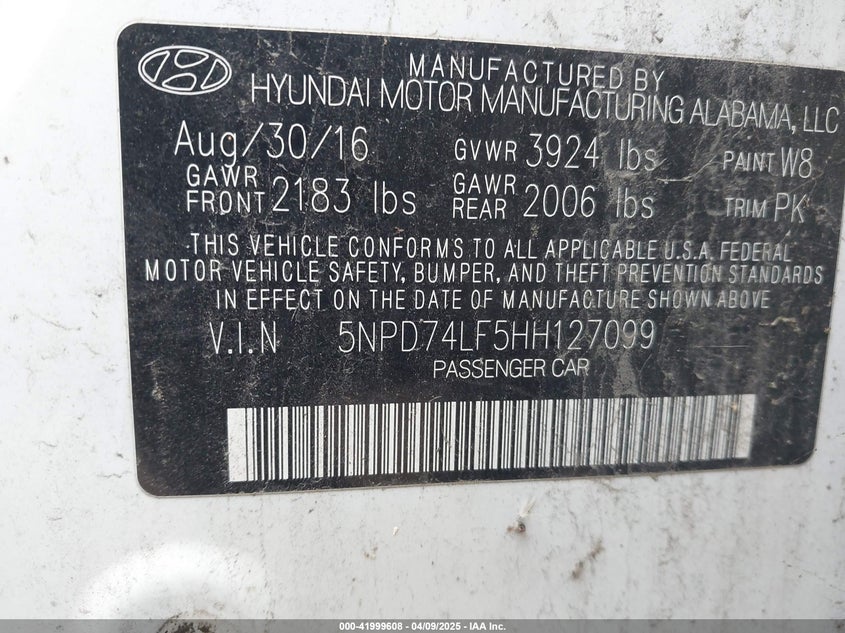 MANUFACTURED BY
HYUNDAI MOTOR MANUFACTURING ALABAMA, LLC
Aug/30/16 GVWR 3924 lbs PAINT W8
GAWR FRONT 2183 lbs GAWR REAR 2006 lbs TRIM PK
THIS VEHICLE CONFORMS TO ALL APPLICABLE U.S.A. FEDERAL
MOTOR VEHICLE SAFETY, BUMPER, AND THEFT PREVENTION STANDARDS
IN EFFECT ON THE DATE OF MANUFACTURE SHOWN ABOVE
V.I.N 5NPD74LF5HH127099
PASSENGER CAR
000-41999608 | 04/09/2025 - IAA Inc.